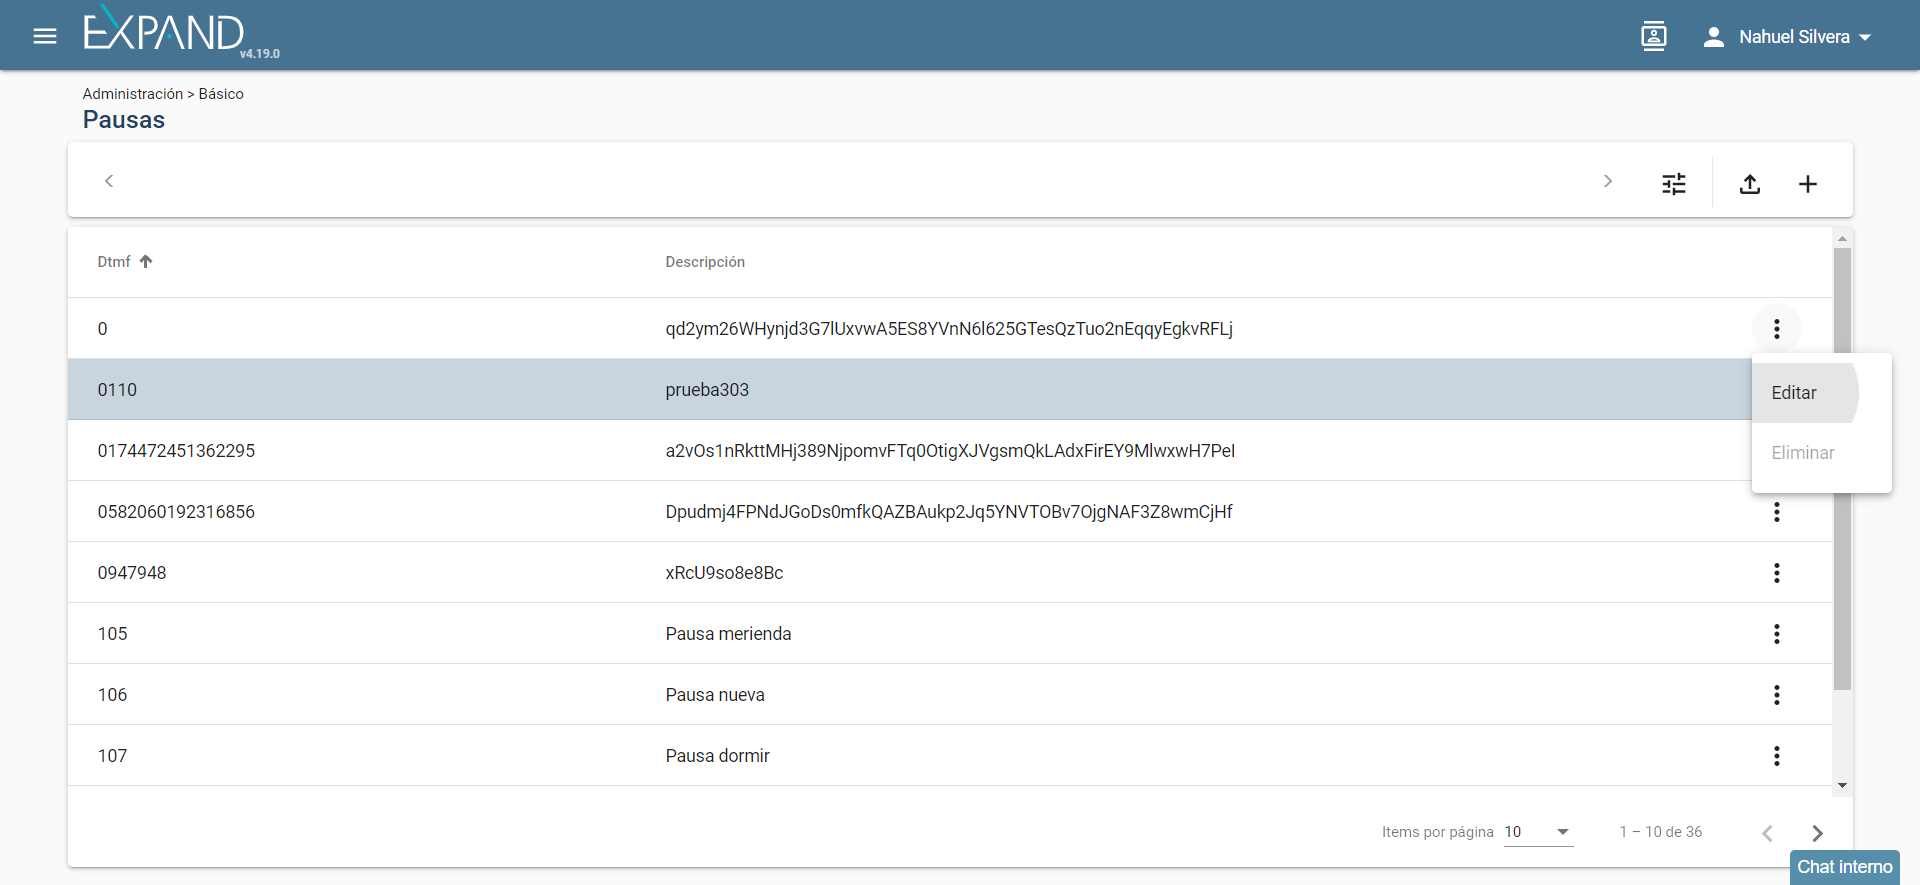 EXPAND v4.19.0
Nahuel Silvera
Administración > Básico
Pausas
Dtmf Descripción
0 qd2ym26WHynjd3G7lUxvwA5ES8YVnN6l625GTesQzTuo2nEqqyEgkvRFLj
0110 prueba303
Editar
0174472451362295 a2vOs1nRkttMHj389NjpomvFTq0OtigXJVgsmQkLAdxFirEY9MlwxwH7PeI
Eliminar
0582060192316856 Dpudmj4FPNdJGoDs0mfkQAZBAukp2Jq5YNVTOBv7OjgNAF3Z8wmCjHf
0947948 xRcU9so8e8Bc
105 Pausa merienda
106 Pausa nueva
107 Pausa dormir
Items por página 10 1 – 10 de 36
Chat interno